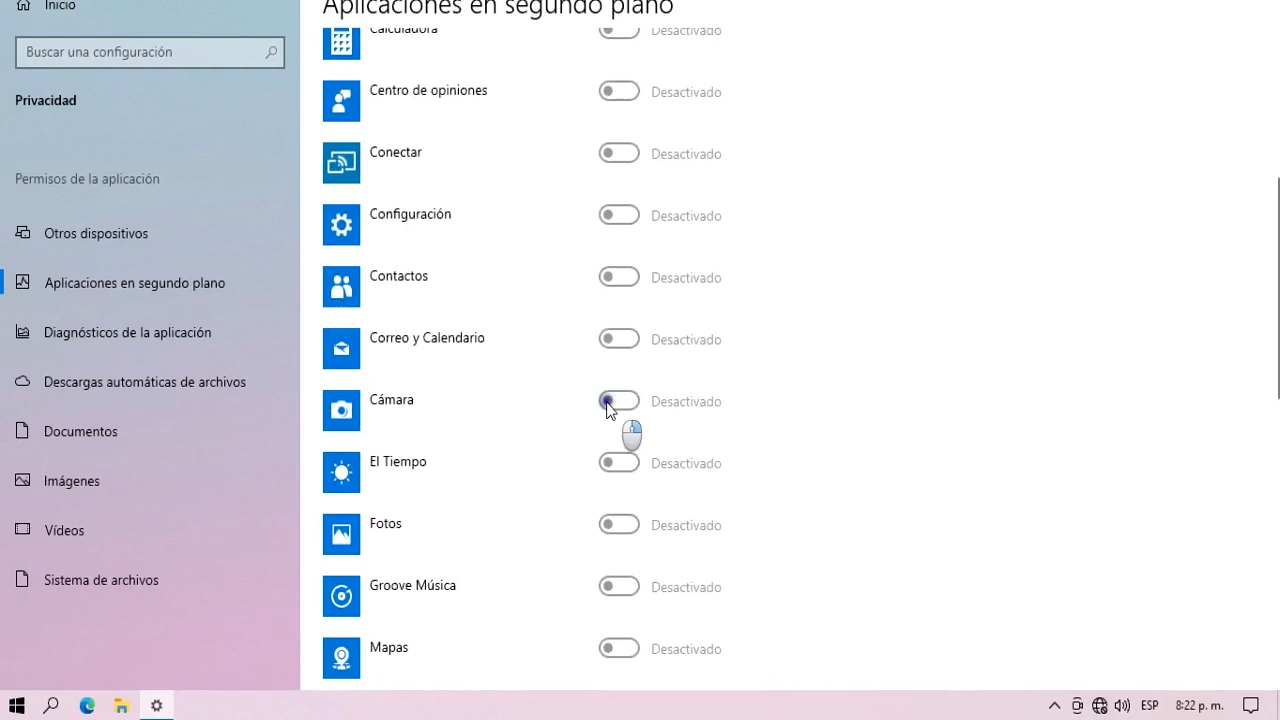 Inicio
Buscar una configuración
Privacidad
Permisos de la aplicación
Otros dispositivos
Aplicaciones en segundo plano
Diagnósticos de la aplicación
Descargas automáticas de archivos
Documentos
Imágenes
Vídeos
Sistema de archivos
Aplicaciones en segundo plano
Calculadora Desactivado
Centro de opiniones Desactivado
Conectar Desactivado
Configuración Desactivado
Contactos Desactivado
Correo y Calendario Desactivado
Cámara Desactivado
El Tiempo Desactivado
Fotos Desactivado
Groove Música Desactivado
Mapas Desactivado
ESP 8:22 p. m.